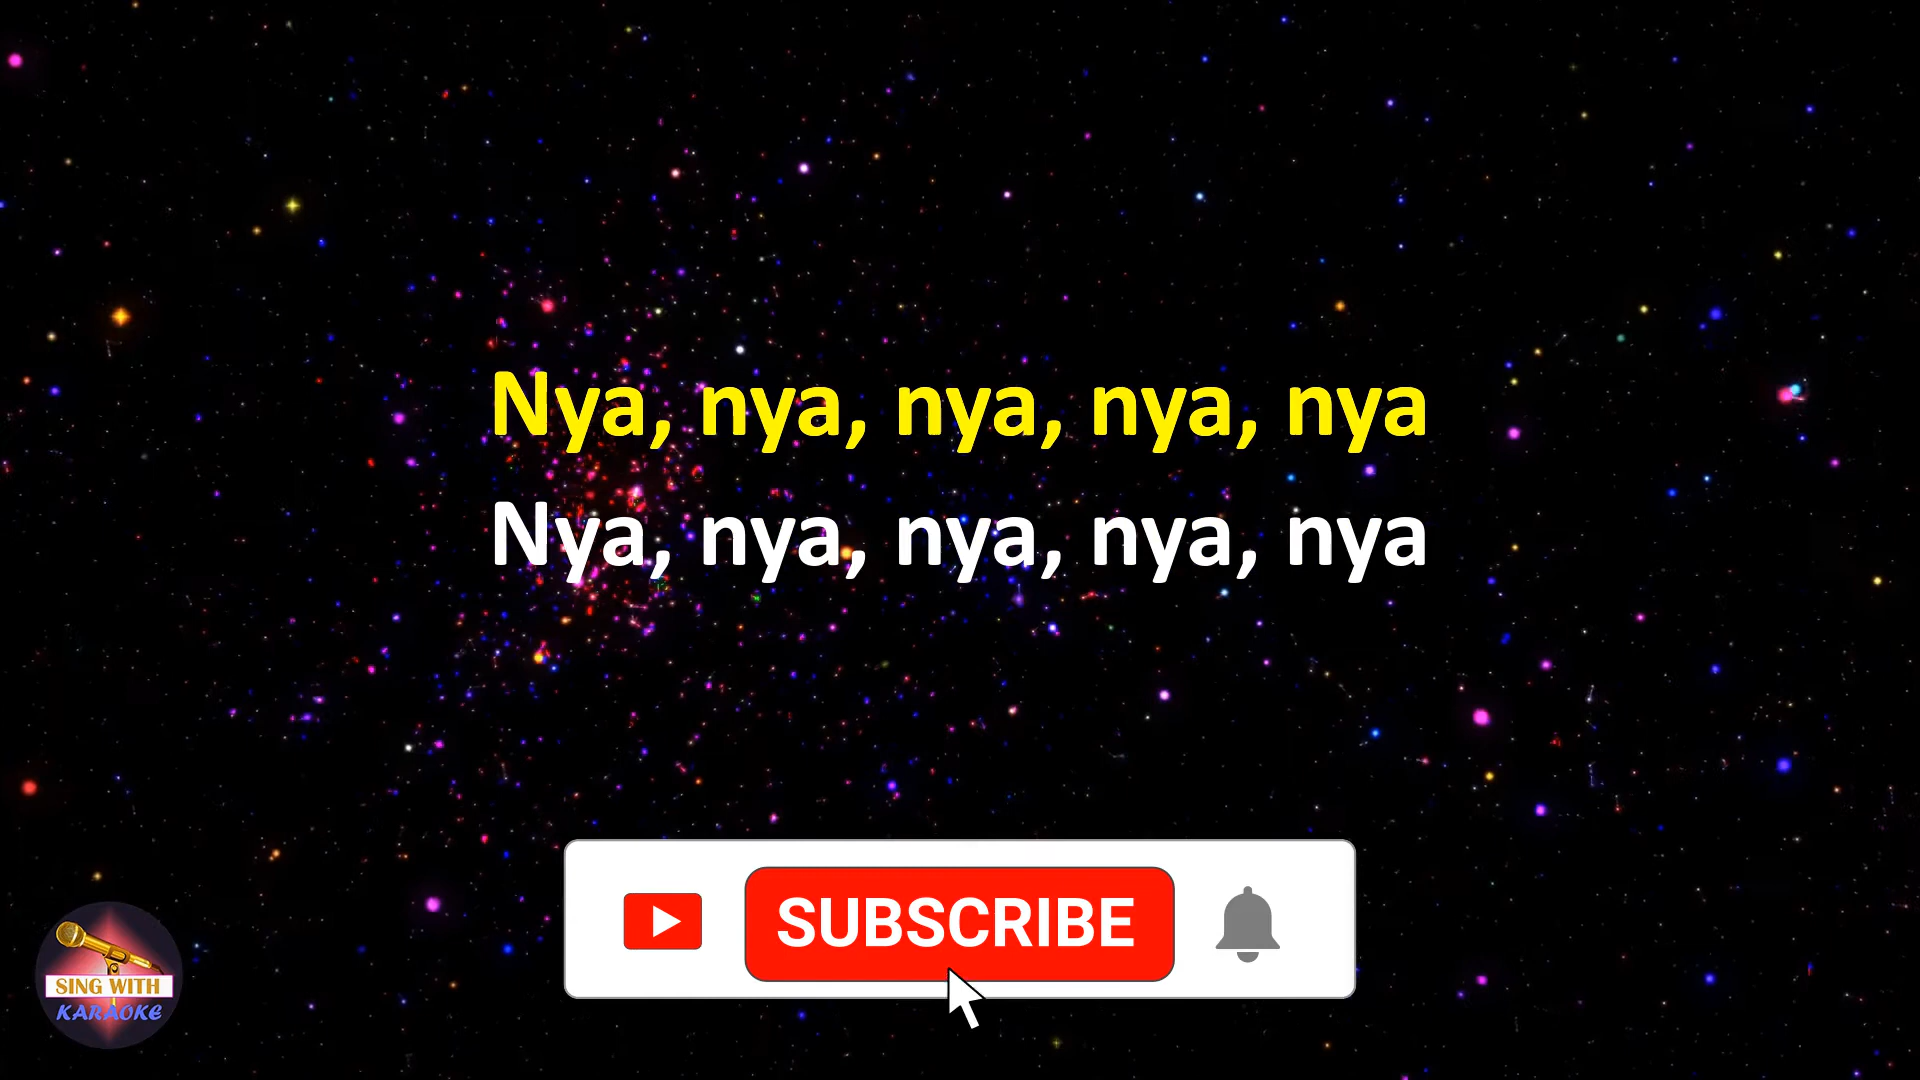 Nya, nya, nya, nya, nya
Nya, nya, nya, nya, nya
SUBSCRIBE
SING WITH
KARAOKE